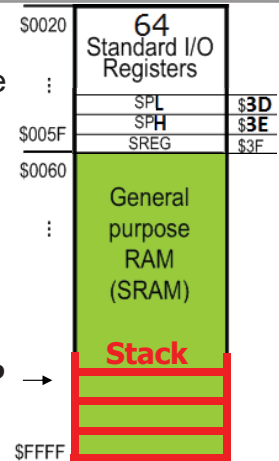 $0020
64
Standard I/O
Registers
e
⋮
SPL $3D
SPH $3E
$005F
SREG $3F
$0060
General
purpose
RAM
(SRAM)
⋮
Stack
$FFFF